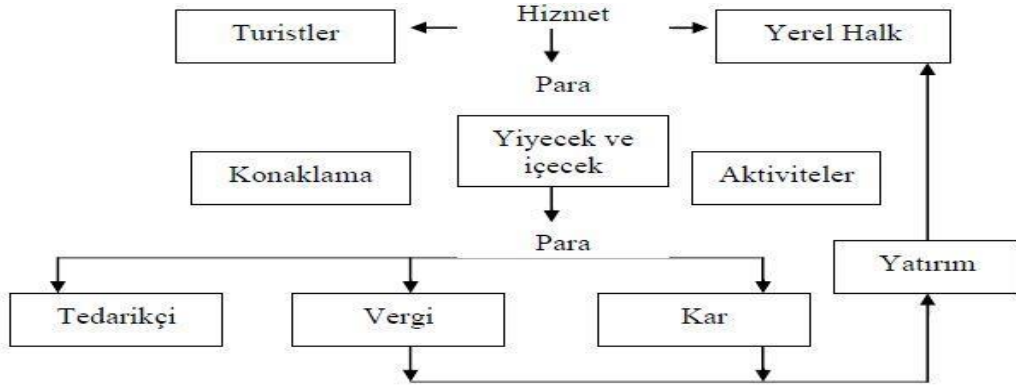 Hizmet
Turistler
Yerel Halk
Para
Yiyecek ve
içecek
Konaklama
Aktiviteler
Para
Yatırım
Tedarikçi
Vergi
Kar